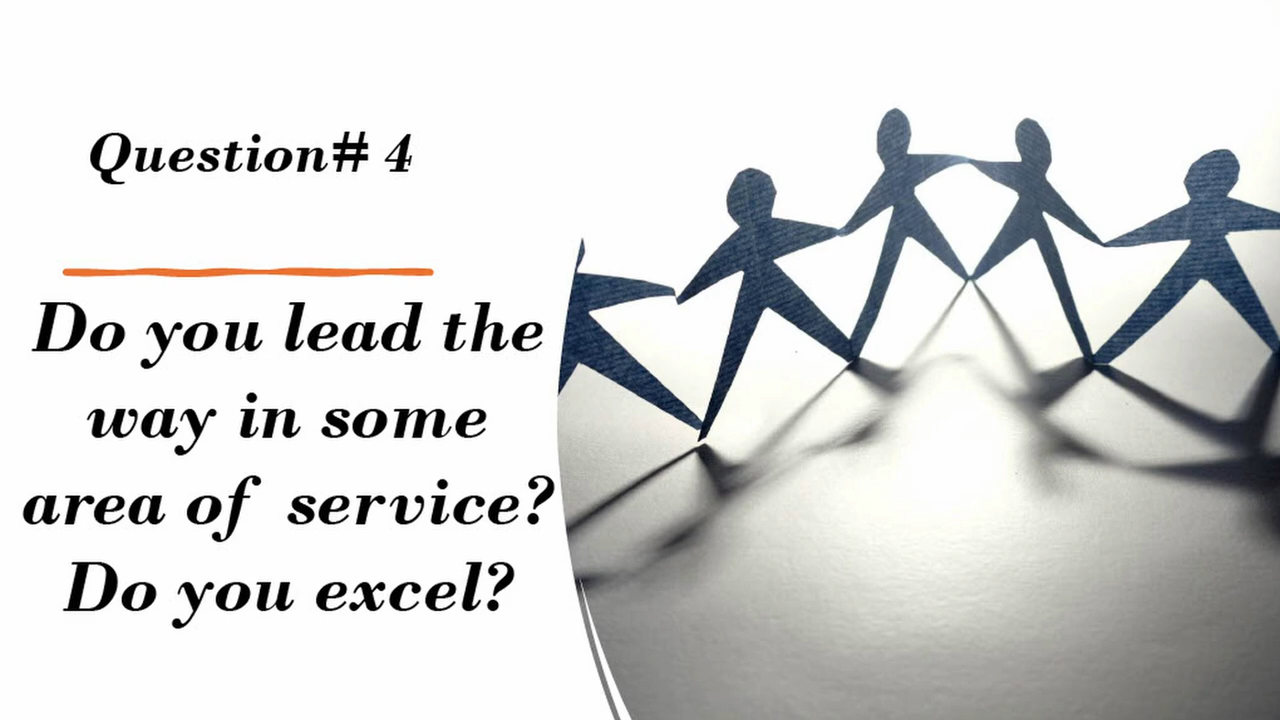 Question# 4
Do you lead the
way in some
area of service?
Do you excel?